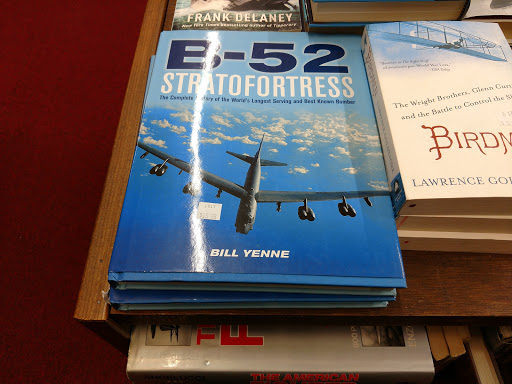 FRANK DELANEY
New York Times bestselling author of Tipperary
B-52
STRATOFORTRESS
The Complete History of the World's Longest Serving and Best Known Bomber
BILL YENNE
The Wright Brothers, Glenn Cur
and the Battle to Control the Sk
BIRDM
LAWRENCE GOL
THE AMERICAN